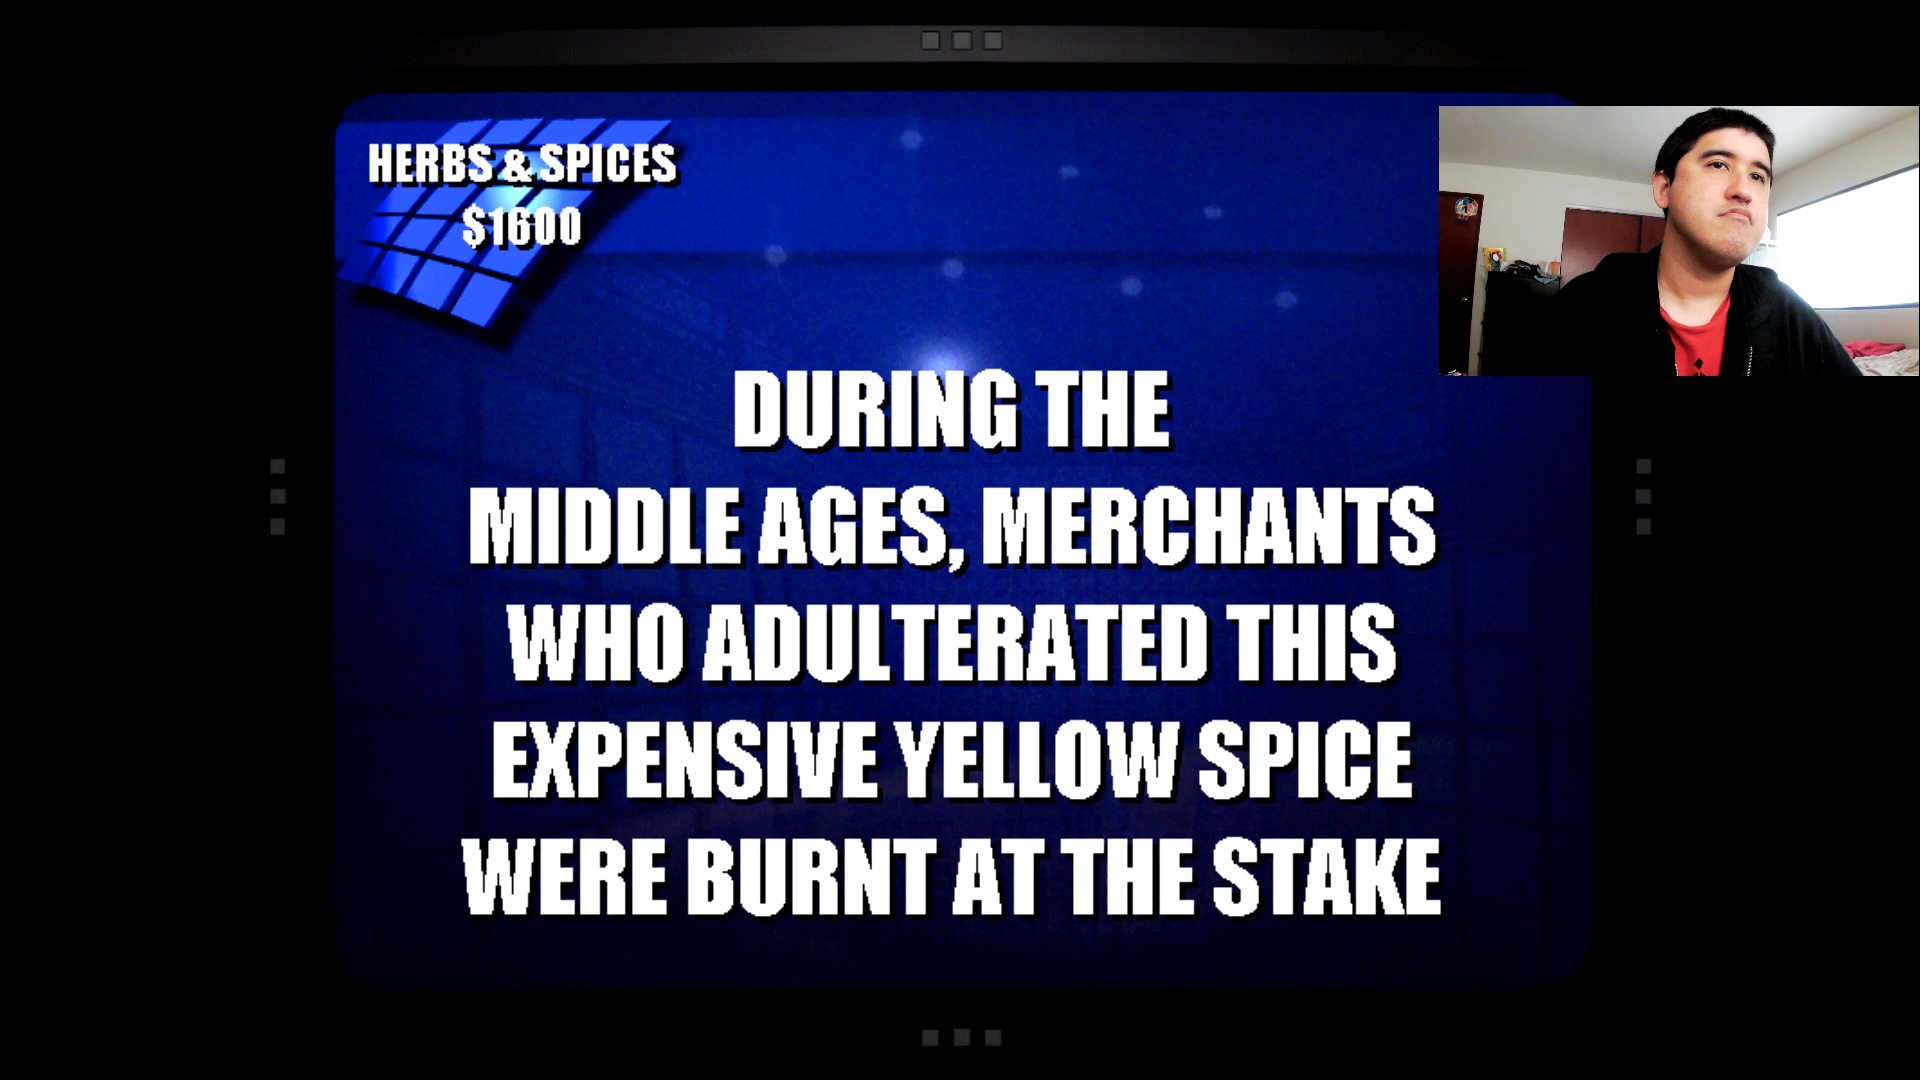 HERBS & SPICES
$1600
DURING THE
MIDDLE AGES, MERCHANTS
WHO ADULTERATED THIS
EXPENSIVE YELLOW SPICE
WERE BURNT AT THE STAKE